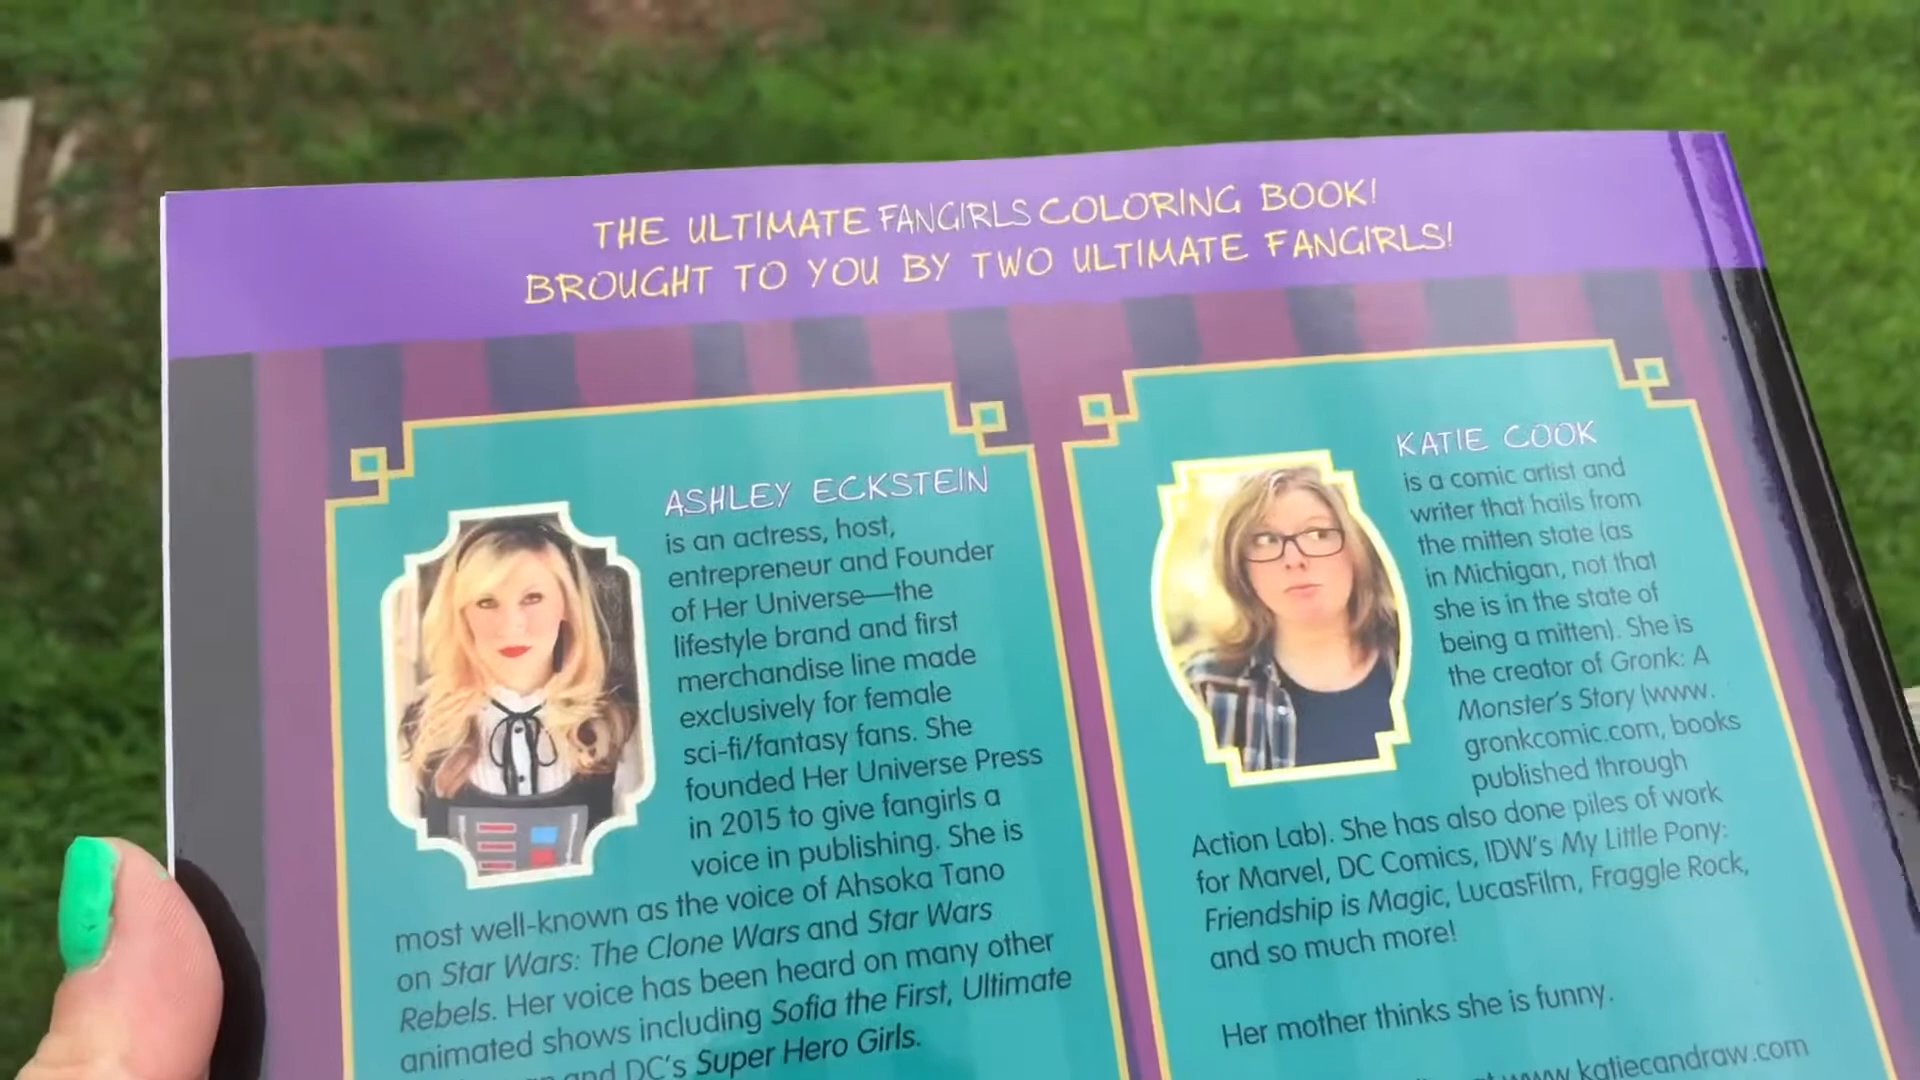 THE ULTIMATE FANGIRLS COLORING BOOK!
BROUGHT TO YOU BY TWO ULTIMATE FANGIRLS!
ASHLEY ECKSTEIN
is an actress, host,
entrepreneur and Founder
of Her Universe—the
lifestyle brand and first
merchandise line made
exclusively for female
sci-fi/fantasy fans. She
founded Her Universe Press
in 2015 to give fangirls a
voice in publishing. She is
most well-known as the voice of Ahsoka Tano
on Star Wars: The Clone Wars and Star Wars
Rebels. Her voice has been heard on many other
animated shows including Sofia the First, Ultimate
and DC's Super Hero Girls.
KATIE COOK
is a comic artist and
writer that hails from
the mitten state (as
in Michigan, not that
she is in the state of
being a mitten). She is
the creator of Gronk: A
Monster's Story (www.
gronkcomic.com, books
published through
Action Lab). She has also done piles of work
for Marvel, DC Comics, IDW's My Little Pony:
Friendship is Magic, LucasFilm, Fraggle Rock,
and so much more!
Her mother thinks she is funny.
www.katiecandraw.com